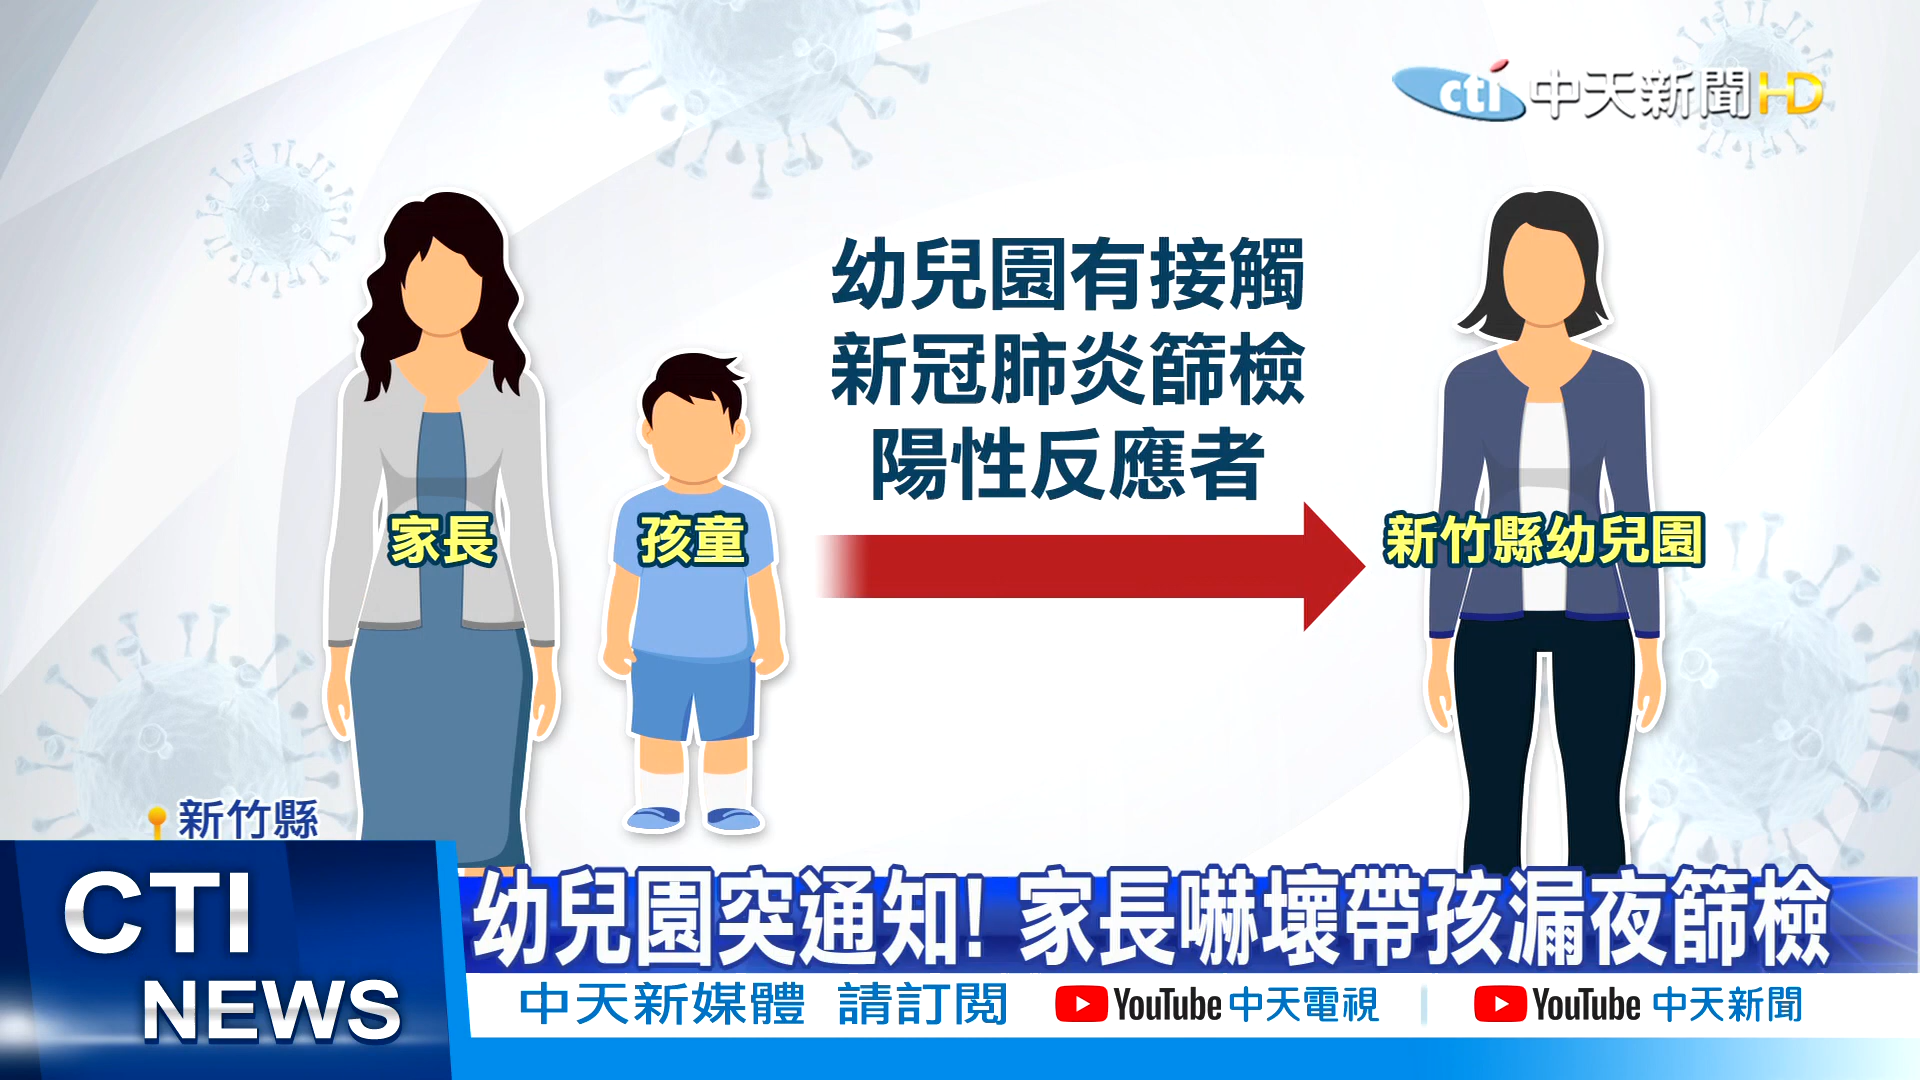 cti 中天新聞 HD
幼兒園有接觸
新冠肺炎篩檢
陽性反應者
家長
孩童
新竹縣幼兒園
新竹縣
CTI
NEWS
幼兒園突通知! 家長嚇壞帶孩漏夜篩檢
中天新媒體 請訂閱 YouTube 中天電視 | YouTube 中天新聞